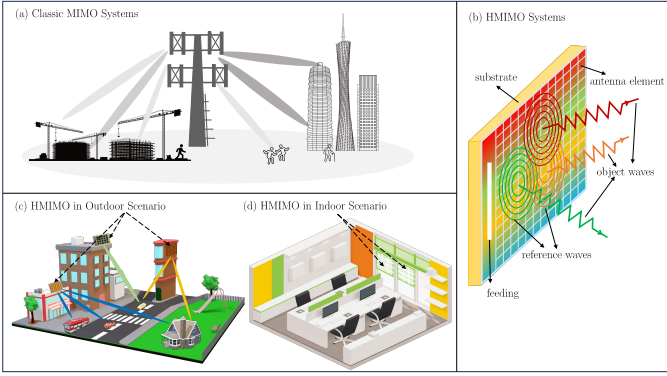 (a) Classic MIMO Systems
(b) HMIMO Systems
substrate
antenna element
object waves
reference waves
feeding
(c) HMIMO in Outdoor Scenario
(d) HMIMO in Indoor Scenario